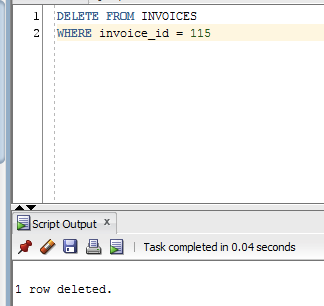 1 DELETE FROM INVOICES
2 WHERE invoice_id = 115
Script Output x
Task completed in 0.04 seconds
1 row deleted.